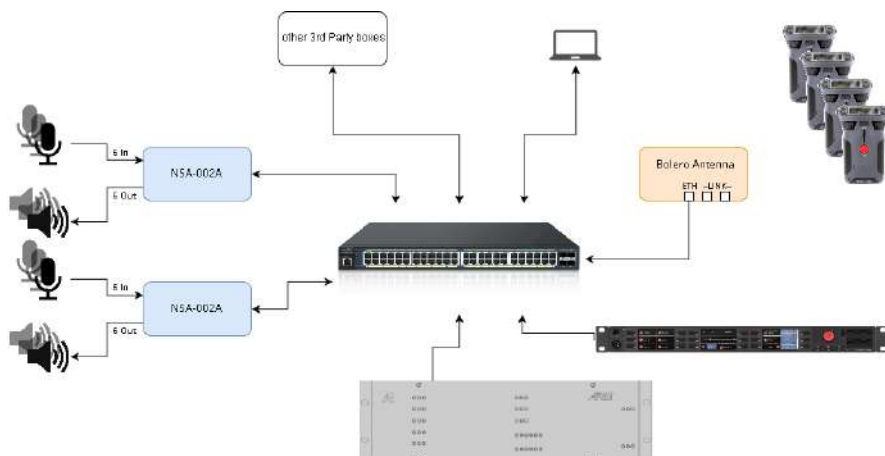 other 3rd Party boxes
6 In
NSA-002A
6 Out
Bolero Antenna
ETH --LINK--
6 In
NSA-002A
6 Out